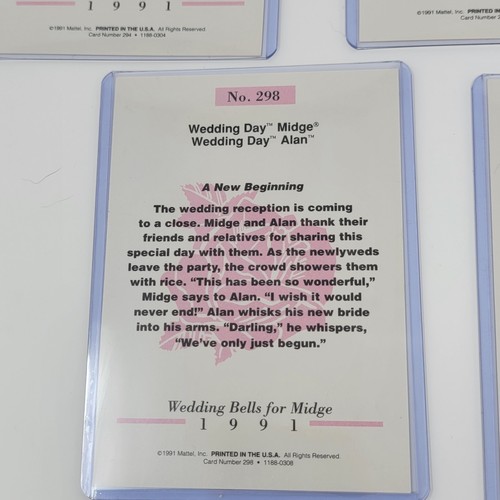 1991
©1991 Mattel, Inc. PRINTED IN THE U.S.A. All Rights Reserved.
Card Number 294 • 1188-0304
©1991 Mattel, Inc. PRINTED IN
Card Number
No. 298
Wedding Day™ Midge®
Wedding Day™ Alan™
A New Beginning
The wedding reception is coming
to a close. Midge and Alan thank their
friends and relatives for sharing this
special day with them. As the newlyweds
leave the party, the crowd showers them
with rice. “This has been so wonderful,”
Midge says to Alan. “I wish it would
never end!” Alan whisks his new bride
into his arms. “Darling,” he whispers,
“We’ve only just begun.”
Wedding Bells for Midge
1991
©1991 Mattel, Inc. PRINTED IN THE U.S.A. All Rights Reserved.
Card Number 298 • 1188-0308